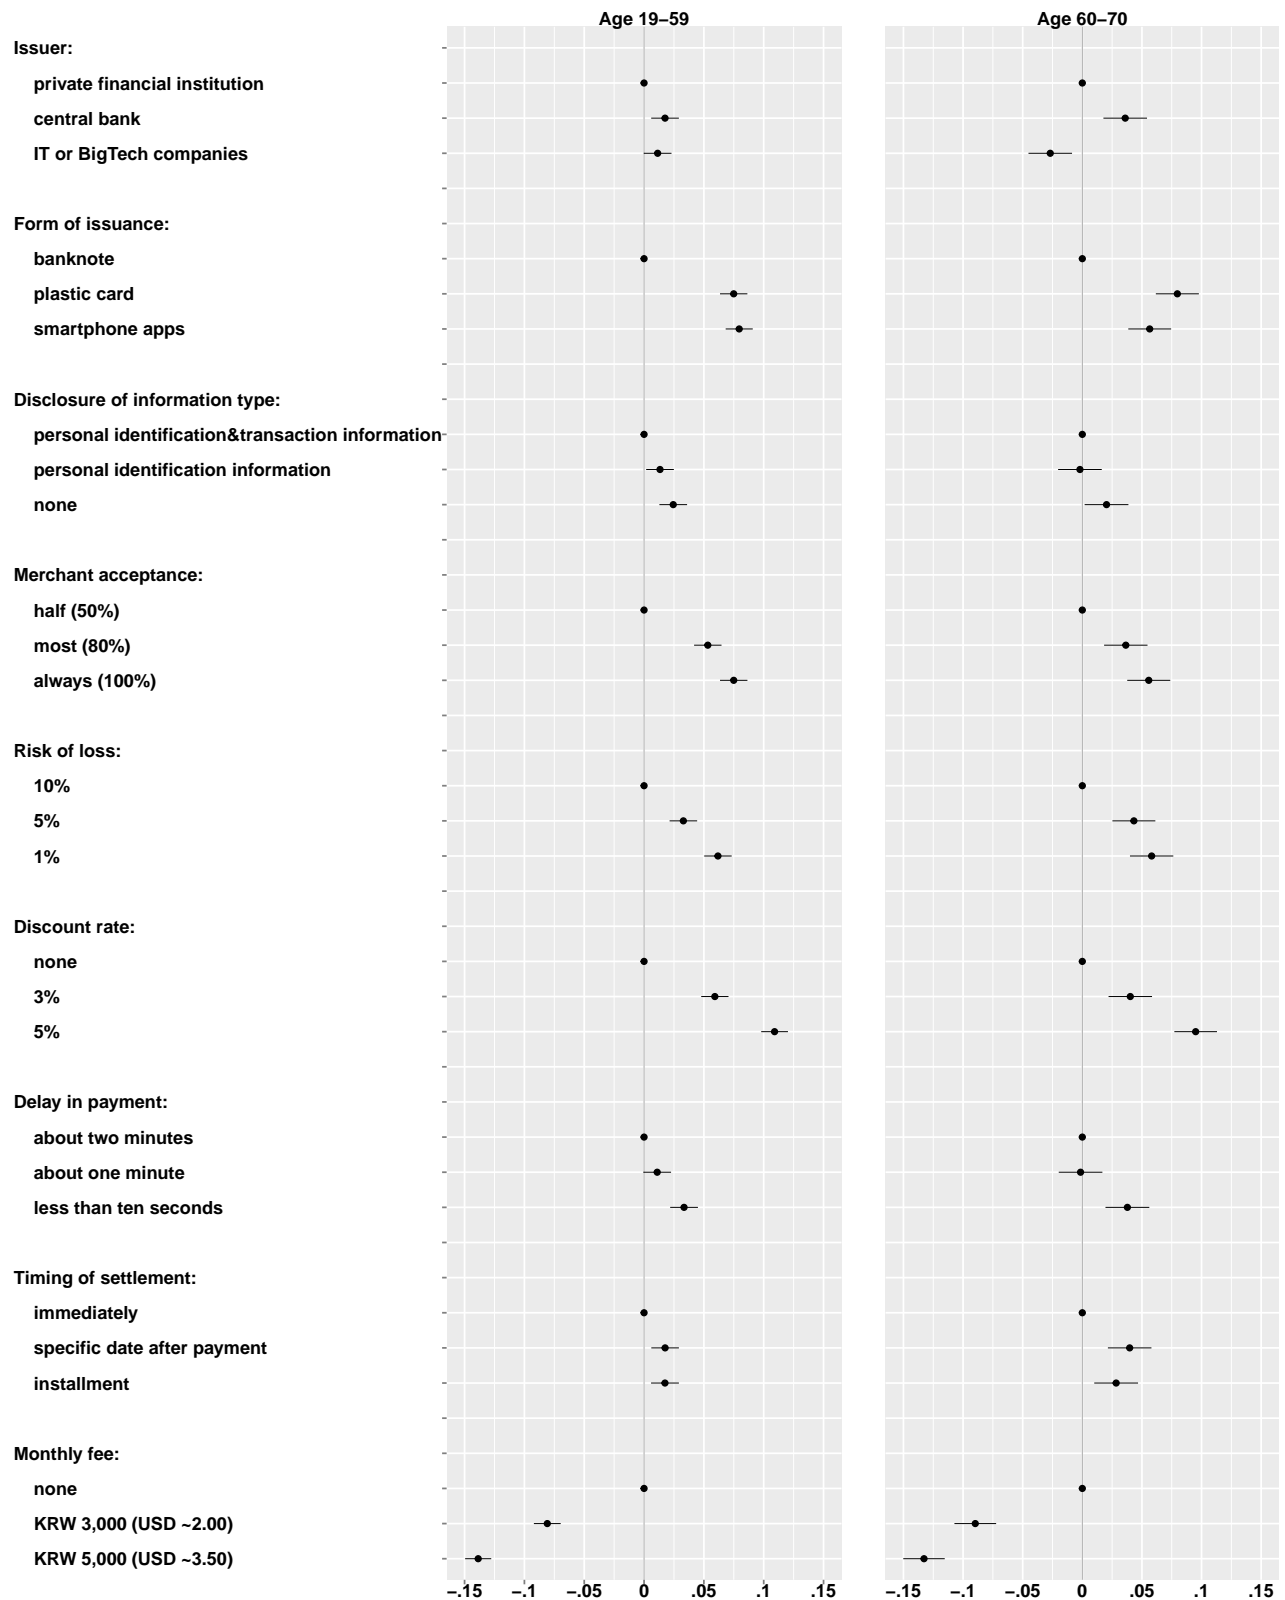 Age 19–59
Age 60–70
Issuer:
private financial institution
central bank
IT or BigTech companies
Form of issuance:
banknote
plastic card
smartphone apps
Disclosure of information type:
personal identification&transaction information
personal identification information
none
Merchant acceptance:
half (50%)
most (80%)
always (100%)
Risk of loss:
10%
5%
1%
Discount rate:
none
3%
5%
Delay in payment:
about two minutes
about one minute
less than ten seconds
Timing of settlement:
immediately
specific date after payment
installment
Monthly fee:
none
KRW 3,000 (USD ~2.00)
KRW 5,000 (USD ~3.50)
−.15 −.1 −.05 0 .05 .1 .15
−.15 −.1 −.05 0 .05 .1 .15